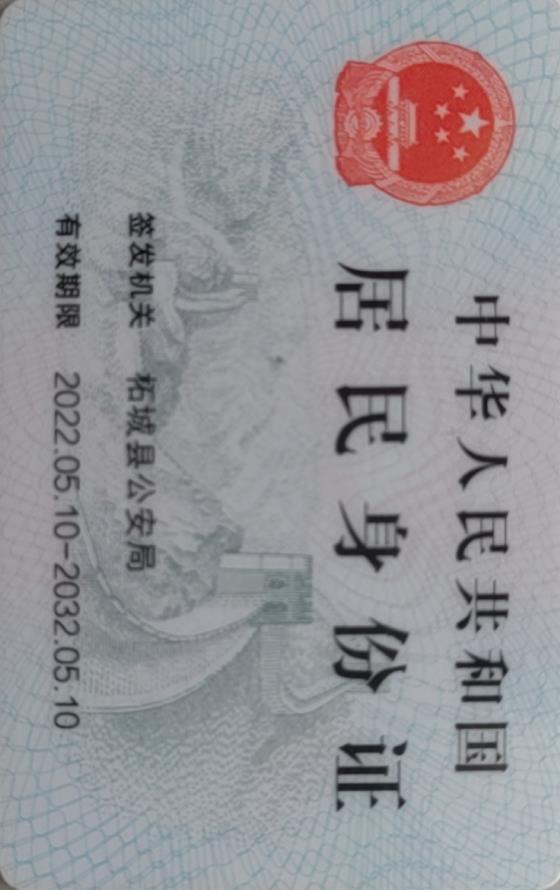 中华人民共和国
居民身份证
签发机关 柘城县公安局
有效期限 2022.05.10-2032.05.10